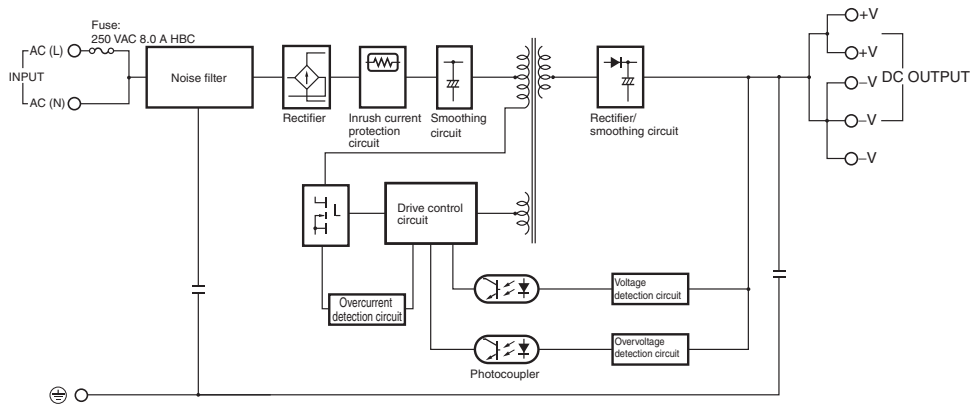 Fuse:
250 VAC 8.0 A HBC
AC (L)
INPUT
AC (N)
Noise filter
Rectifier
Inrush current
protection
circuit
Smoothing
circuit
Rectifier/
smoothing circuit
+V
+V
–V
DC OUTPUT
–V
–V
Drive control
circuit
Overcurrent
detection circuit
Voltage
detection circuit
Overvoltage
detection circuit
Photocoupler